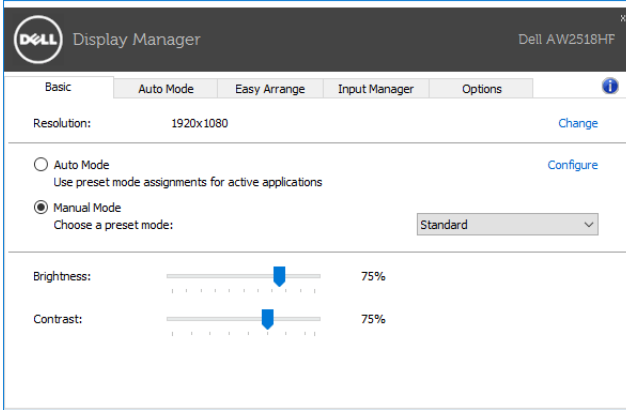 DELL Display Manager Dell AW2518HF
x
Basic Auto Mode Easy Arrange Input Manager Options i
Resolution: 1920x1080 Change
Auto Mode Configure
Use preset mode assignments for active applications
Manual Mode
Choose a preset mode: Standard
Brightness: 75%
Contrast: 75%